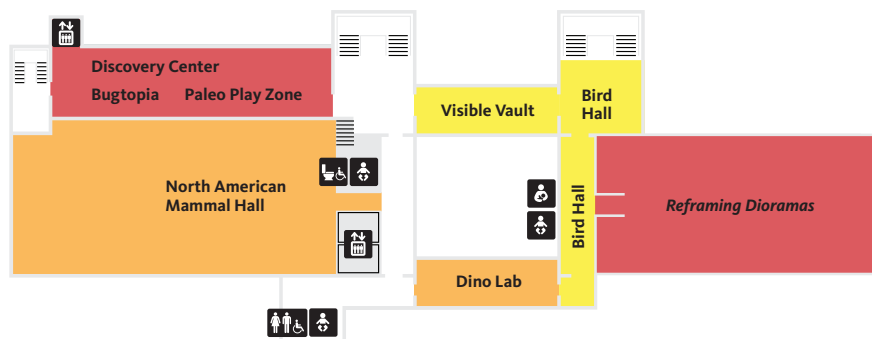 Discovery Center
Bugtopia Paleo Play Zone
Visible Vault
Bird
Hall
North American
Mammal Hall
Bird Hall
Reframing Dioramas
Dino Lab